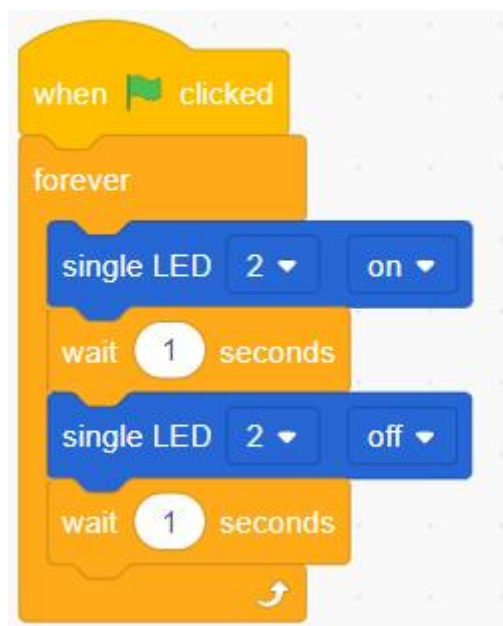 when clicked
forever
single LED 2 on
wait 1 seconds
single LED 2 off
wait 1 seconds